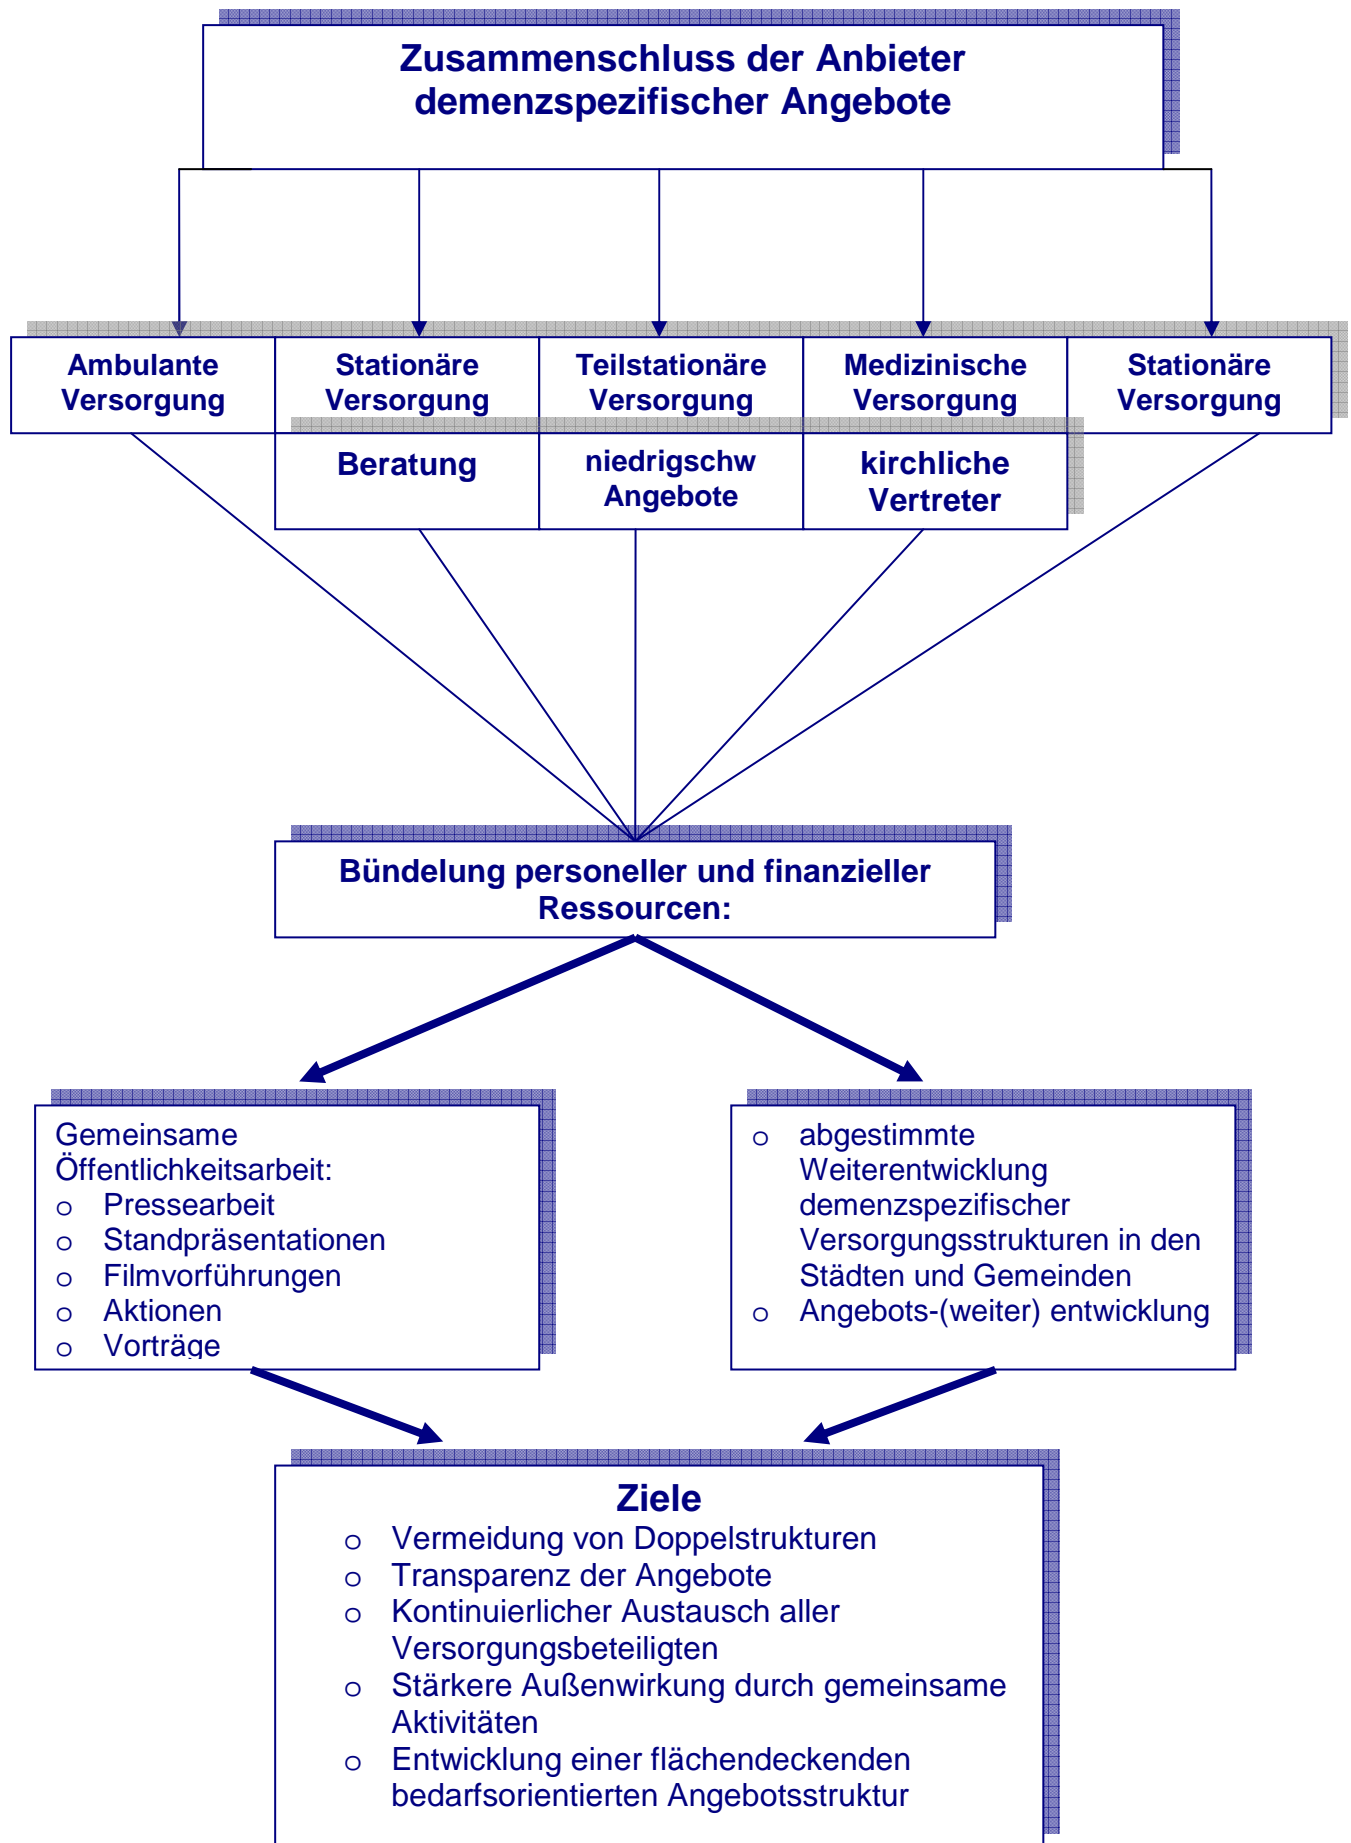 Zusammenschluss der Anbieter
demenzspezifischer Angebote
Ambulante
Versorgung
Stationäre
Versorgung
Teilstationäre
Versorgung
Medizinische
Versorgung
Stationäre
Versorgung
Beratung
niedrigschw
Angebote
kirchliche
Vertreter
Bündelung personeller und finanzieller
Ressourcen:
Gemeinsame
Öffentlichkeitsarbeit:
o Pressearbeit
o Standpräsentationen
o Filmvorführungen
o Aktionen
o Vorträge
o abgestimmte
Weiterentwicklung
demenzspezifischer
Versorgungsstrukturen in den
Städten und Gemeinden
o Angebots-(weiter) entwicklung
Ziele
o Vermeidung von Doppelstrukturen
o Transparenz der Angebote
o Kontinuierlicher Austausch aller
Versorgungsbeteiligten
o Stärkere Außenwirkung durch gemeinsame
Aktivitäten
o Entwicklung einer flächendeckenden
bedarfsorientierten Angebotsstruktur